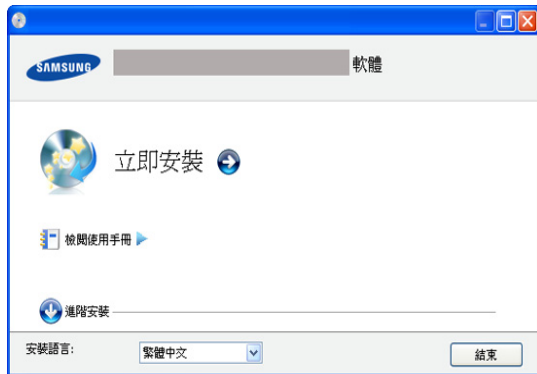 SAMSUNG
軟體
立即安裝
檢閱使用手冊
進階安裝
安裝語言:
繁體中文
結束